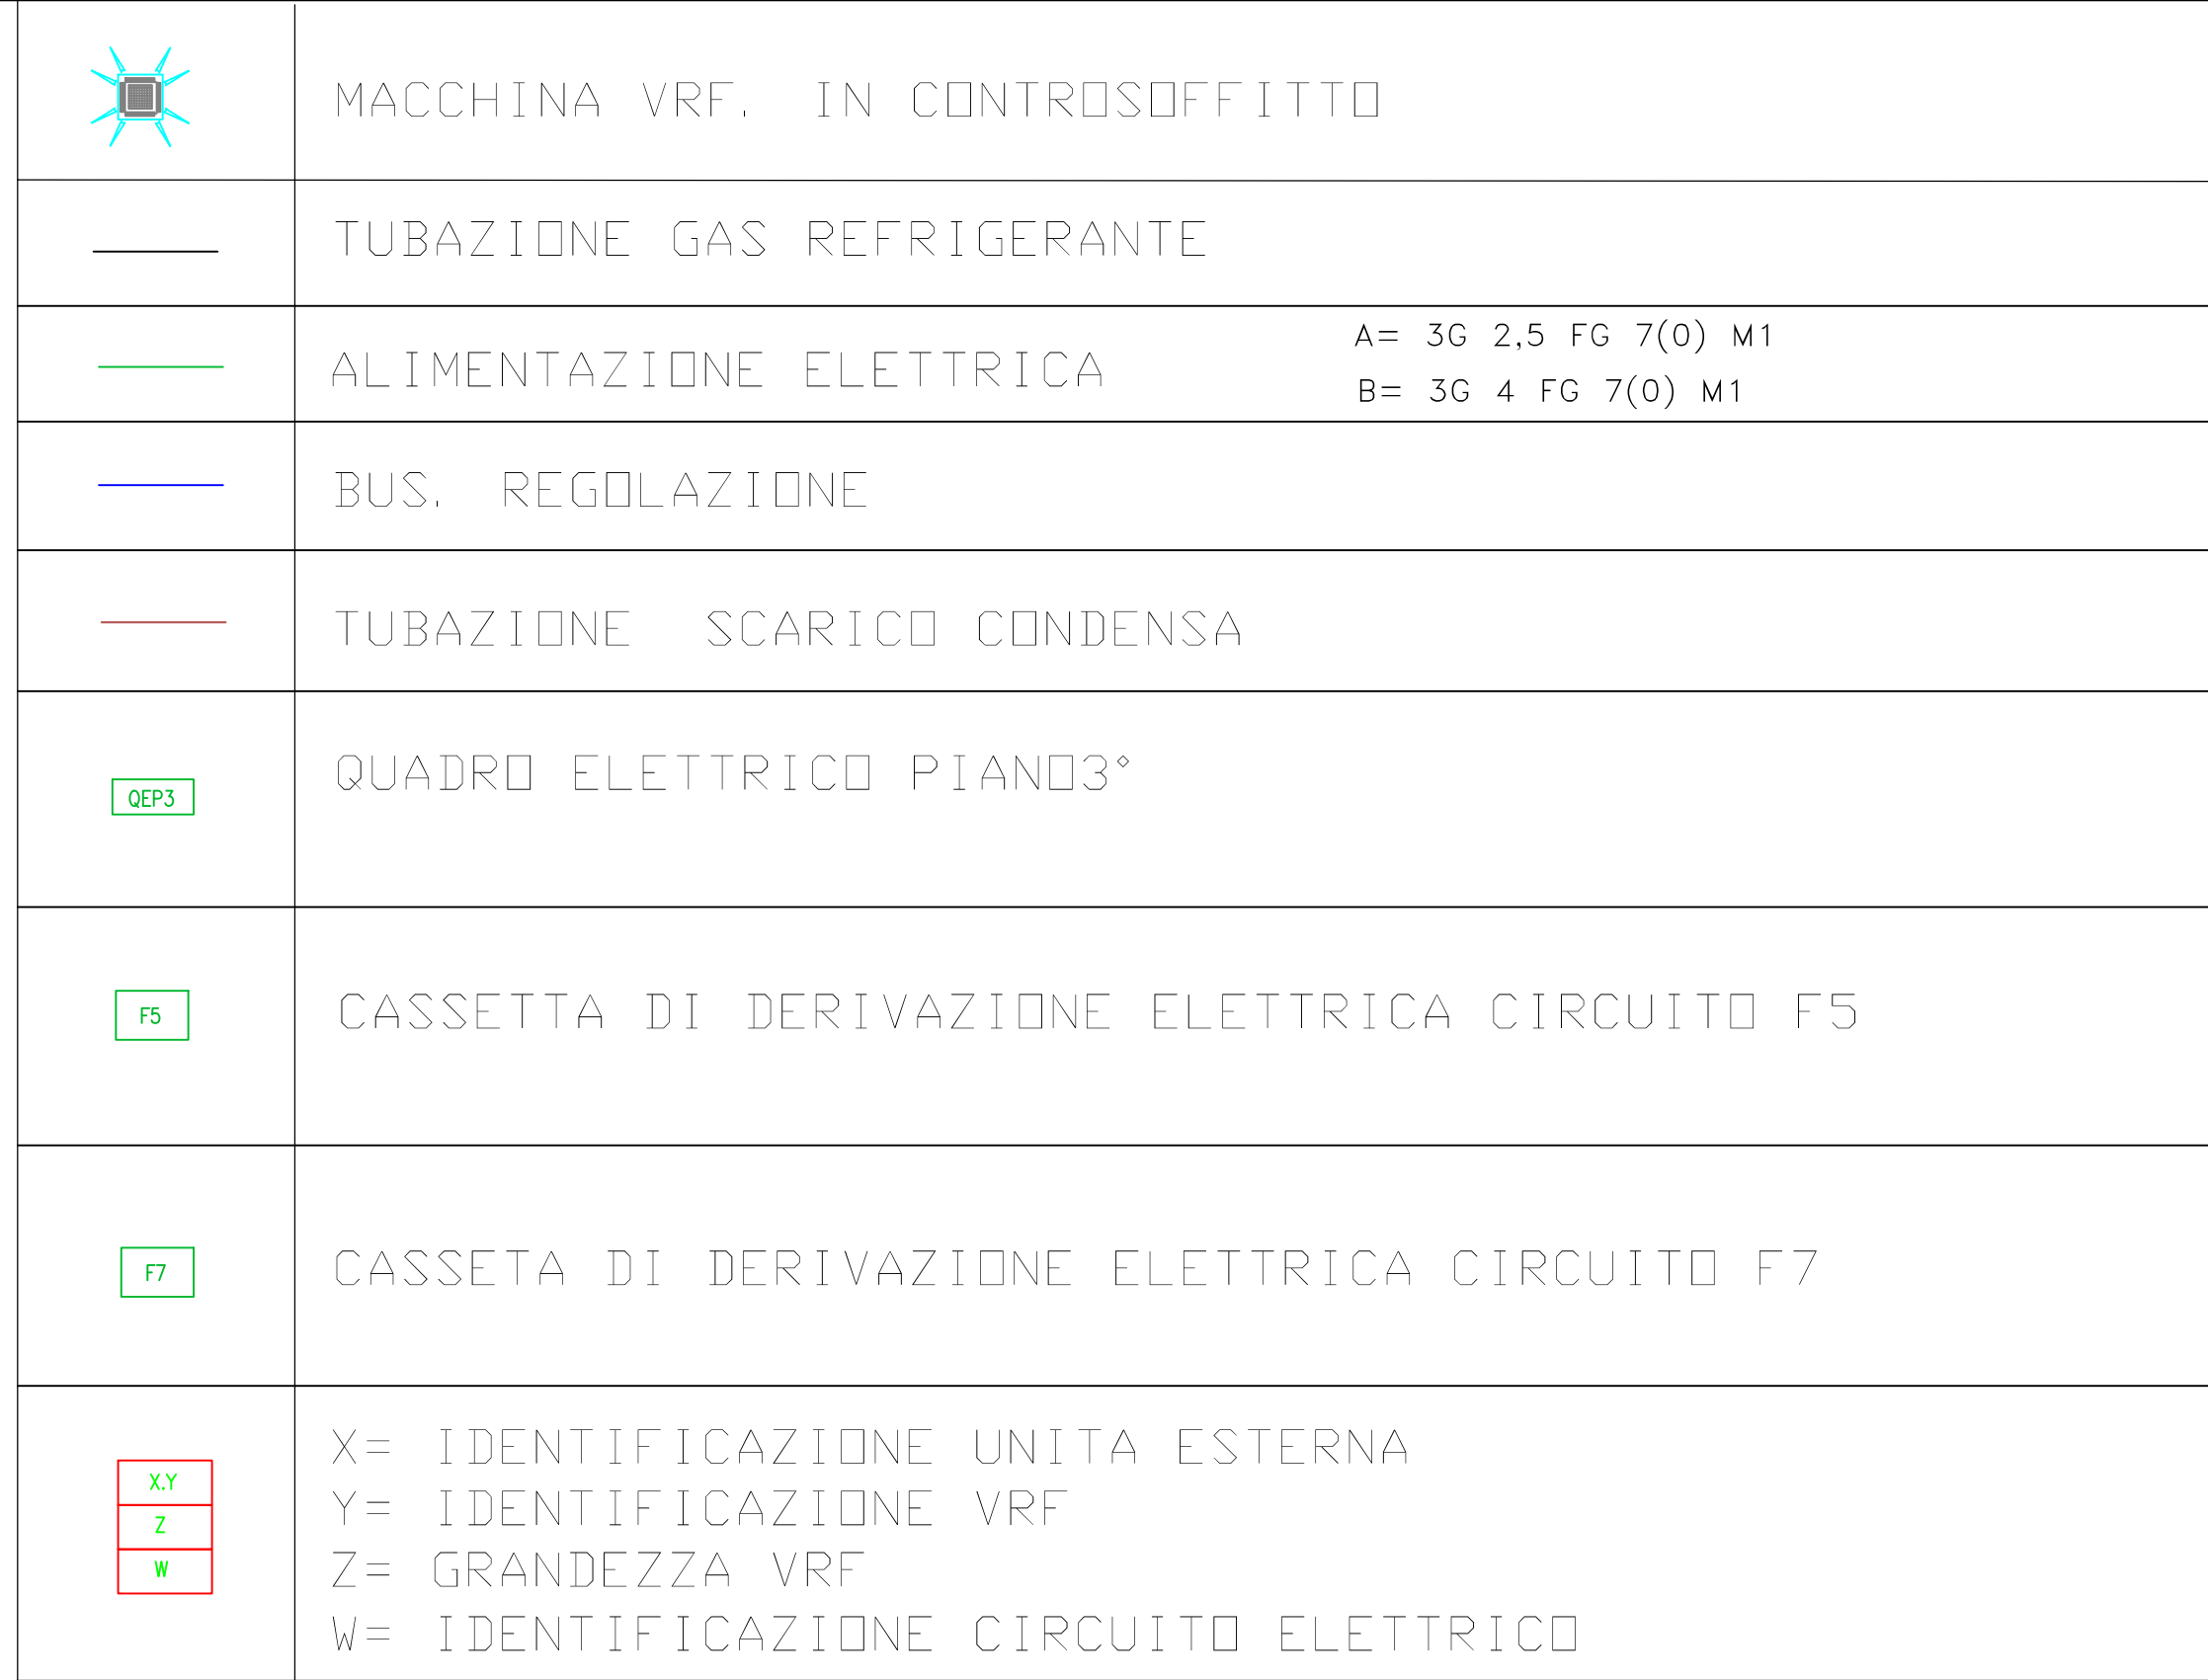 MACCHINA VRF. IN CONTROSOFFITTO
TUBAZIONE GAS REFRIGERANTE
ALIMENTAZIONE ELETTRICA
A= 3G 2,5 FG 7(0) M1
B= 3G 4 FG 7(0) M1
BUS. REGOLAZIONE
TUBAZIONE SCARICO CONDENSA
QEP3
QUADRO ELETTRICO PIANO3°
F5
CASSETTA DI DERIVAZIONE ELETTRICA CIRCUITO F5
F7
CASSETA DI DERIVAZIONE ELETTRICA CIRCUITO F7
X.Y
Z
W
X= IDENTIFICAZIONE UNITA ESTERNA
Y= IDENTIFICAZIONE VRF
Z= GRANDEZZA VRF
W= IDENTIFICAZIONE CIRCUITO ELETTRICO